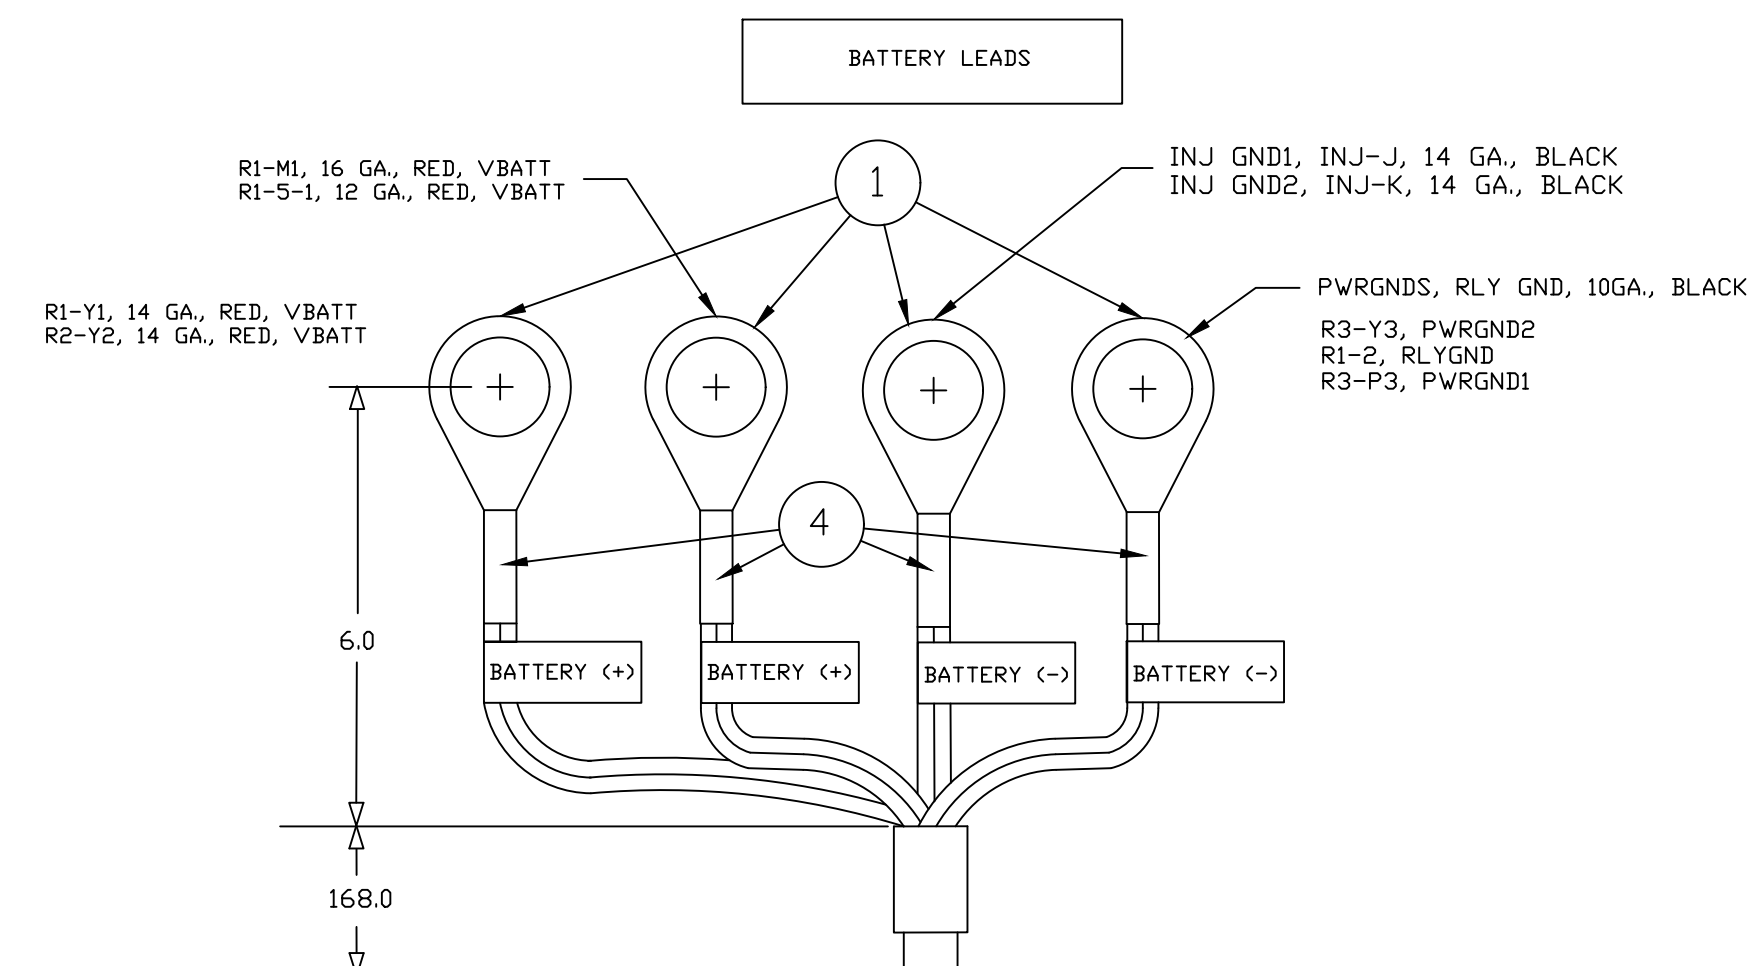 BATTERY LEADS
R1-M1, 16 GA., RED, VBATT
R1-5-1, 12 GA., RED, VBATT
1
INJ GND1, INJ-J, 14 GA., BLACK
INJ GND2, INJ-K, 14 GA., BLACK
R1-Y1, 14 GA., RED, VBATT
R2-Y2, 14 GA., RED, VBATT
PWRGNDS, RLY GND, 10GA., BLACK
R3-Y3, PWRGND2
R1-2, RLYGND
R3-P3, PWRGND1
4
6.0
BATTERY (+)
BATTERY (+)
BATTERY (-)
BATTERY (-)
168.0